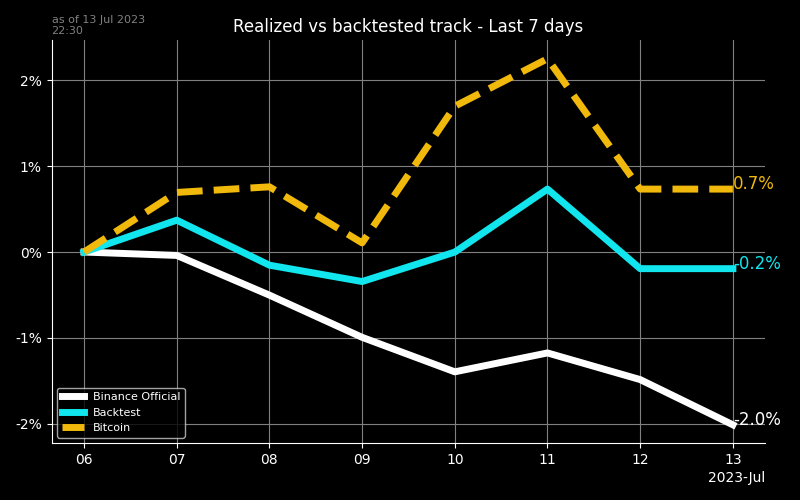 as of 13 Jul 2023
22:30
Realized vs backtested track - Last 7 days
2%
1%
0%
-1%
-2%
0.7%
-0.2%
-2.0%
Binance Official
Backtest
Bitcoin
06 07 08 09 10 11 12 13
2023-Jul